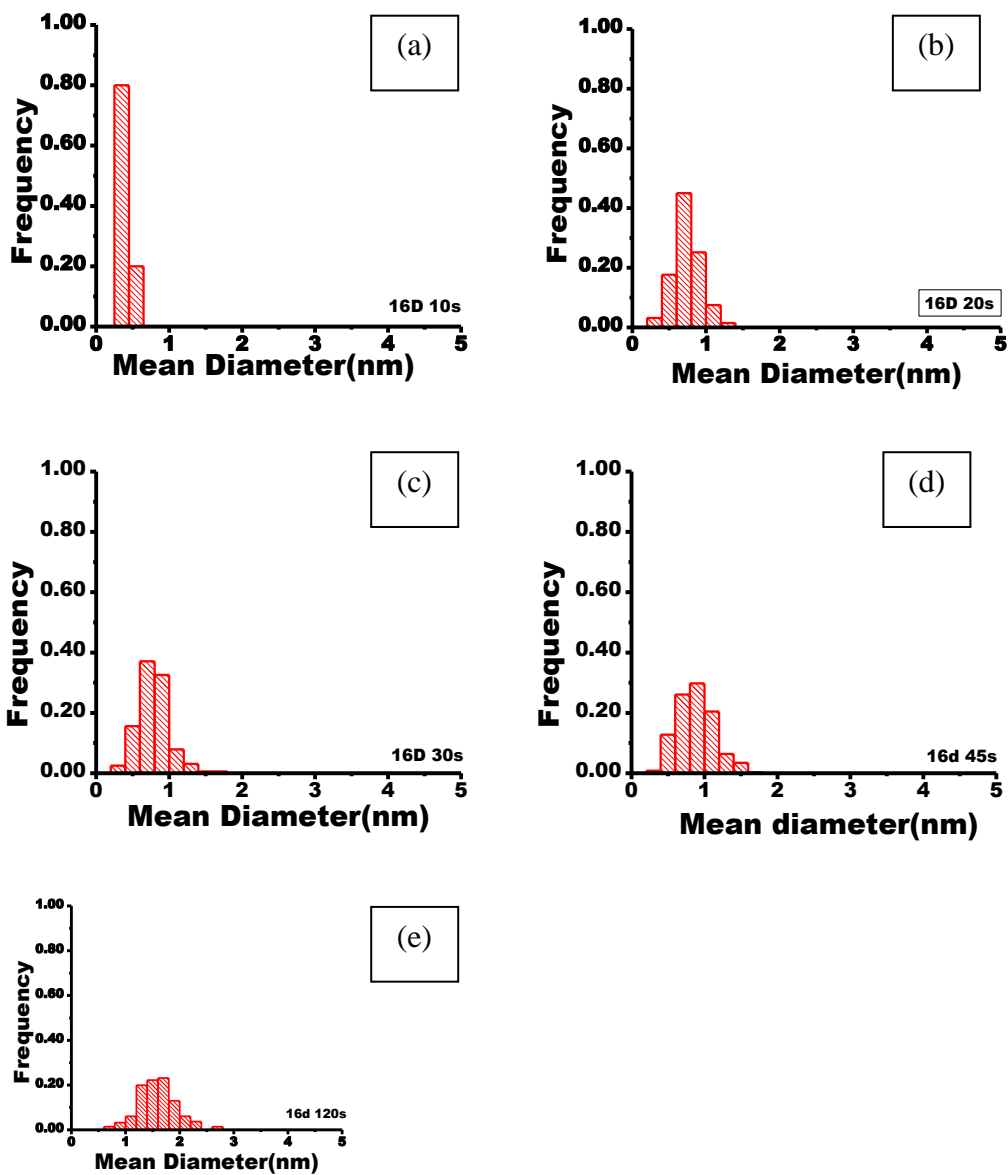 (a)
1.00
0.80
0.60
0.40
0.20
0.00
Frequency
16D 10s
0 1 2 3 4 5
Mean Diameter(nm)
(b)
1.00
0.80
0.60
0.40
0.20
0.00
Frequency
16D 20s
0 1 2 3 4 5
Mean Diameter(nm)
(c)
1.00
0.80
0.60
0.40
0.20
0.00
Frequency
16D 30s
0 1 2 3 4 5
Mean Diameter(nm)
(d)
1.00
0.80
0.60
0.40
0.20
0.00
Frequency
16d 45s
0 1 2 3 4 5
Mean diameter(nm)
(e)
1.00
0.80
0.60
0.40
0.20
0.00
Frequency
16d 120s
0 1 2 3 4 5
Mean Diameter(nm)